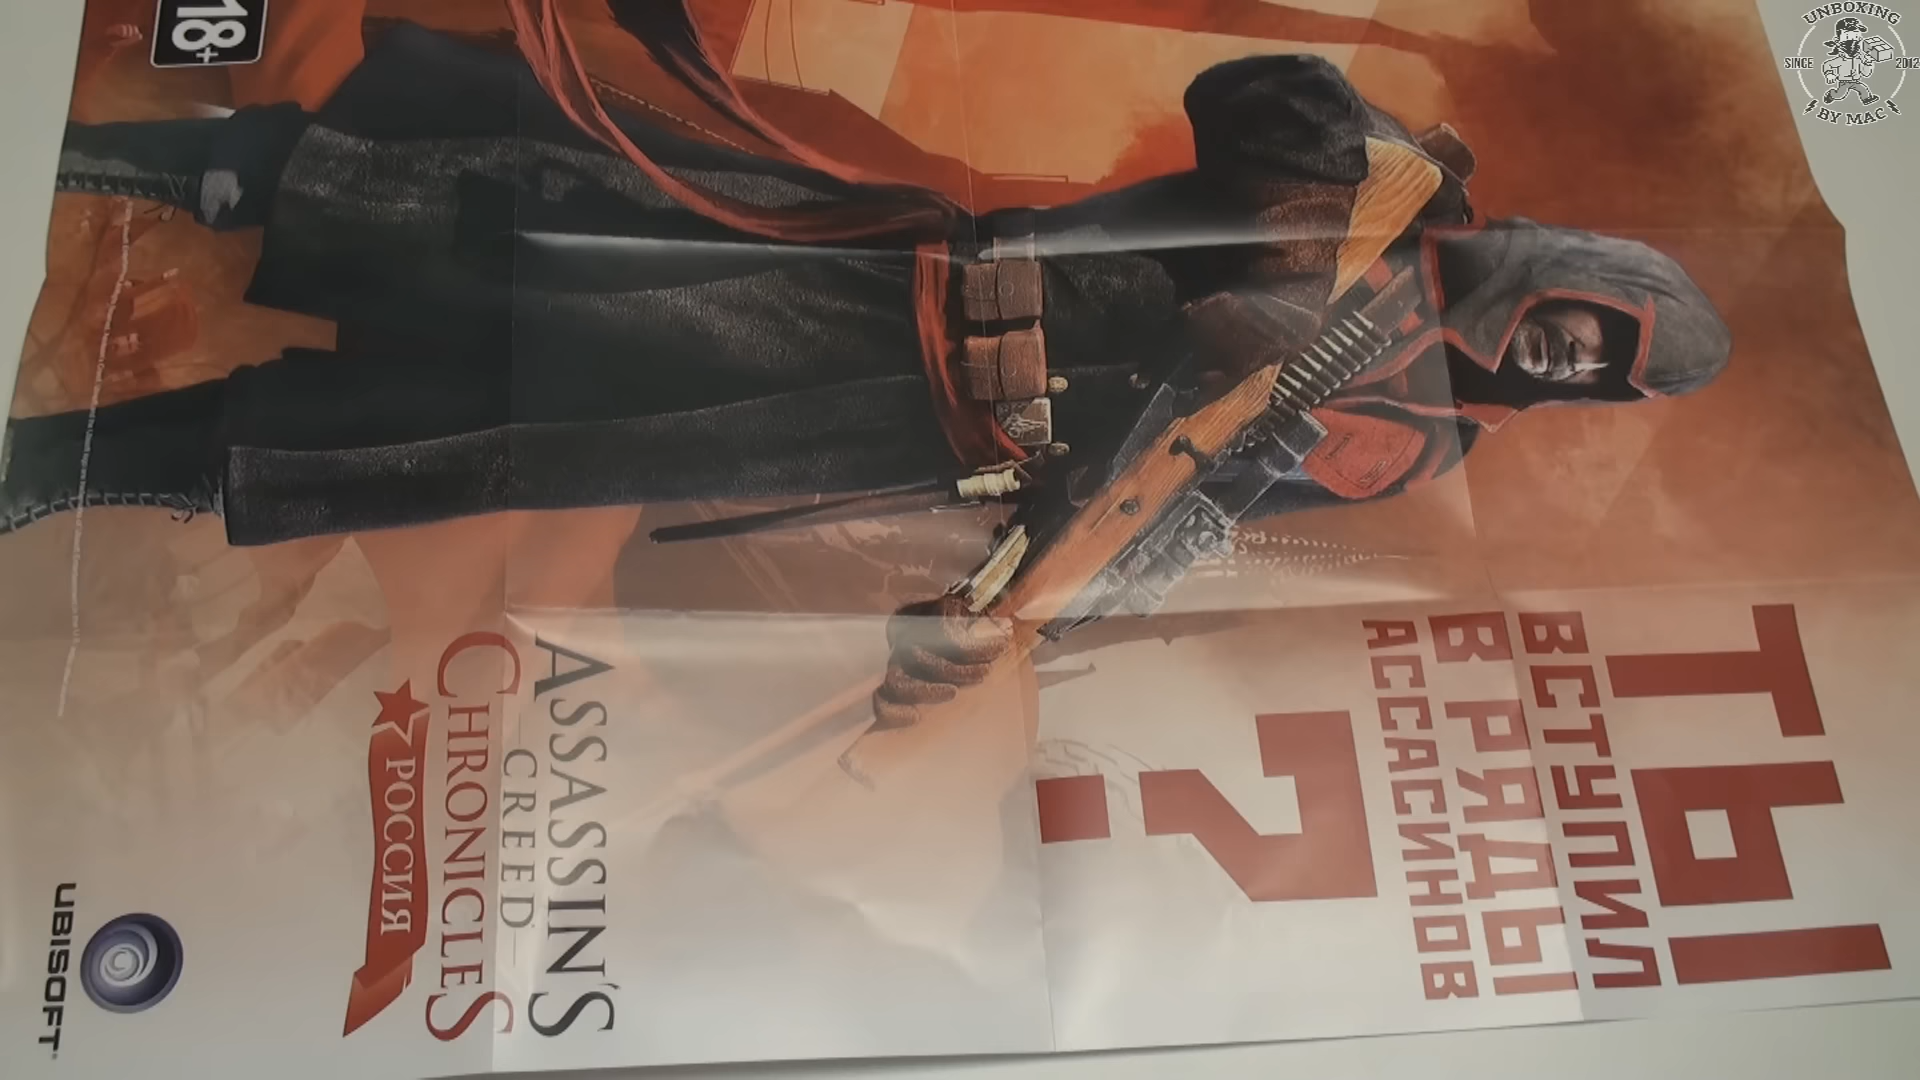 ТЫ
ВСТУПИЛ
В РЯДЫ
АССАСИНОВ
?
ASSASSIN'S
CREED
CHRONICLES
РОССИЯ
UBISOFT
18+
UNBOXING
SINCE 2012
BY MAC